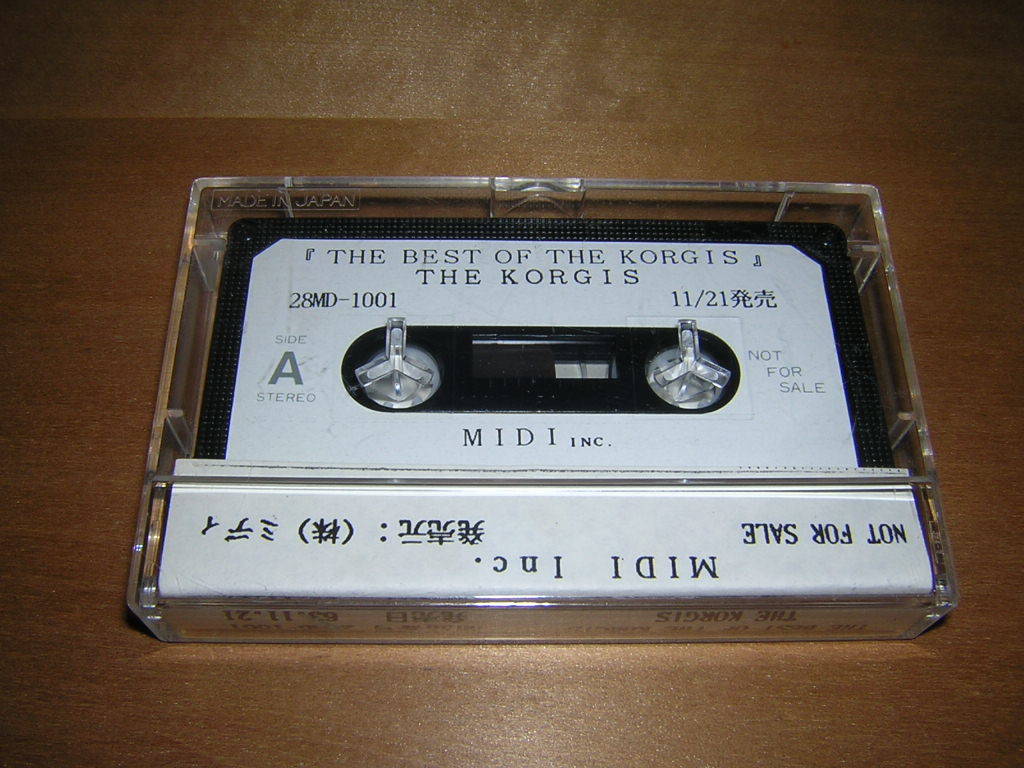 MADE IN JAPAN
『 THE BEST OF THE KORGIS 』
THE KORGIS
28MD-1001
11/21発売
SIDE
A
STEREO
NOT
FOR
SALE
MIDI INC.
MIDI Inc.
NOT FOR SALE
発売元：(株)ミディ
THE KORGIS
発売日 63.11.21